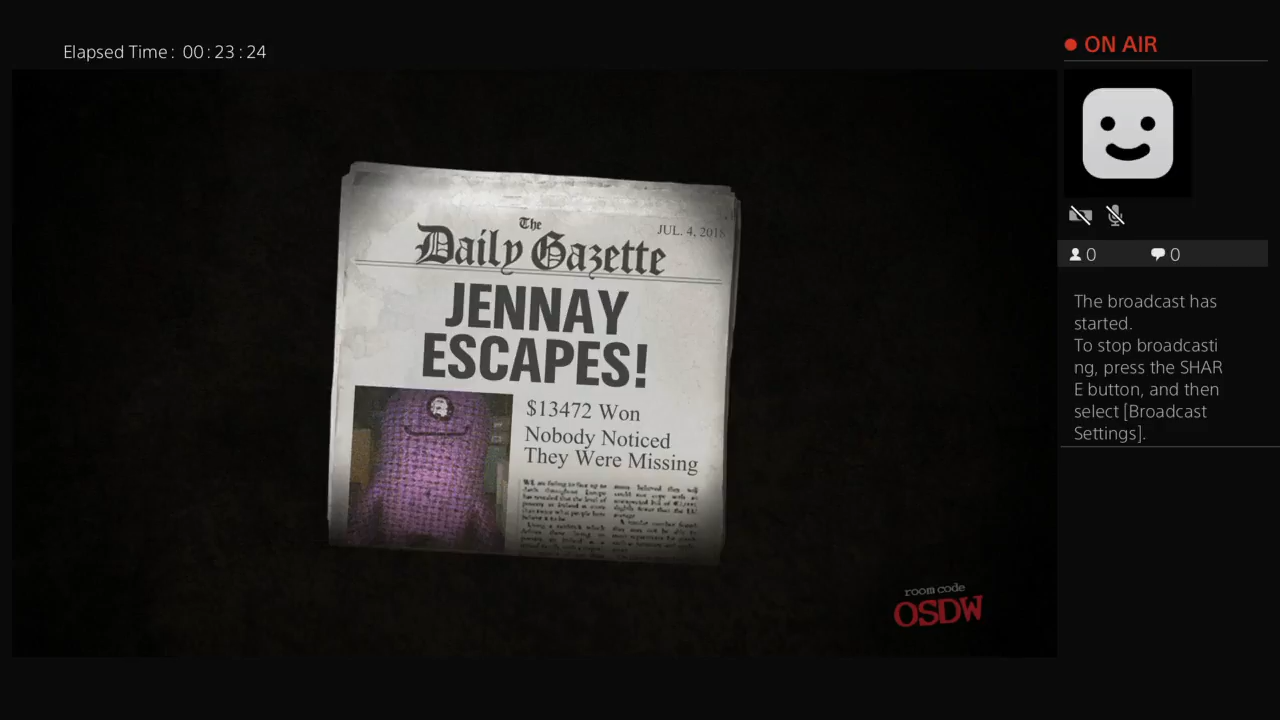 Elapsed Time: 00:23:24
ON AIR
The
Daily Gazette
JUL. 4, 2018
JENNAY
ESCAPES!
$13472 Won
Nobody Noticed
They Were Missing
room code
OSDW
0
0
The broadcast has
started.
To stop broadcasti
ng, press the SHAR
E button, and then
select [Broadcast
Settings].